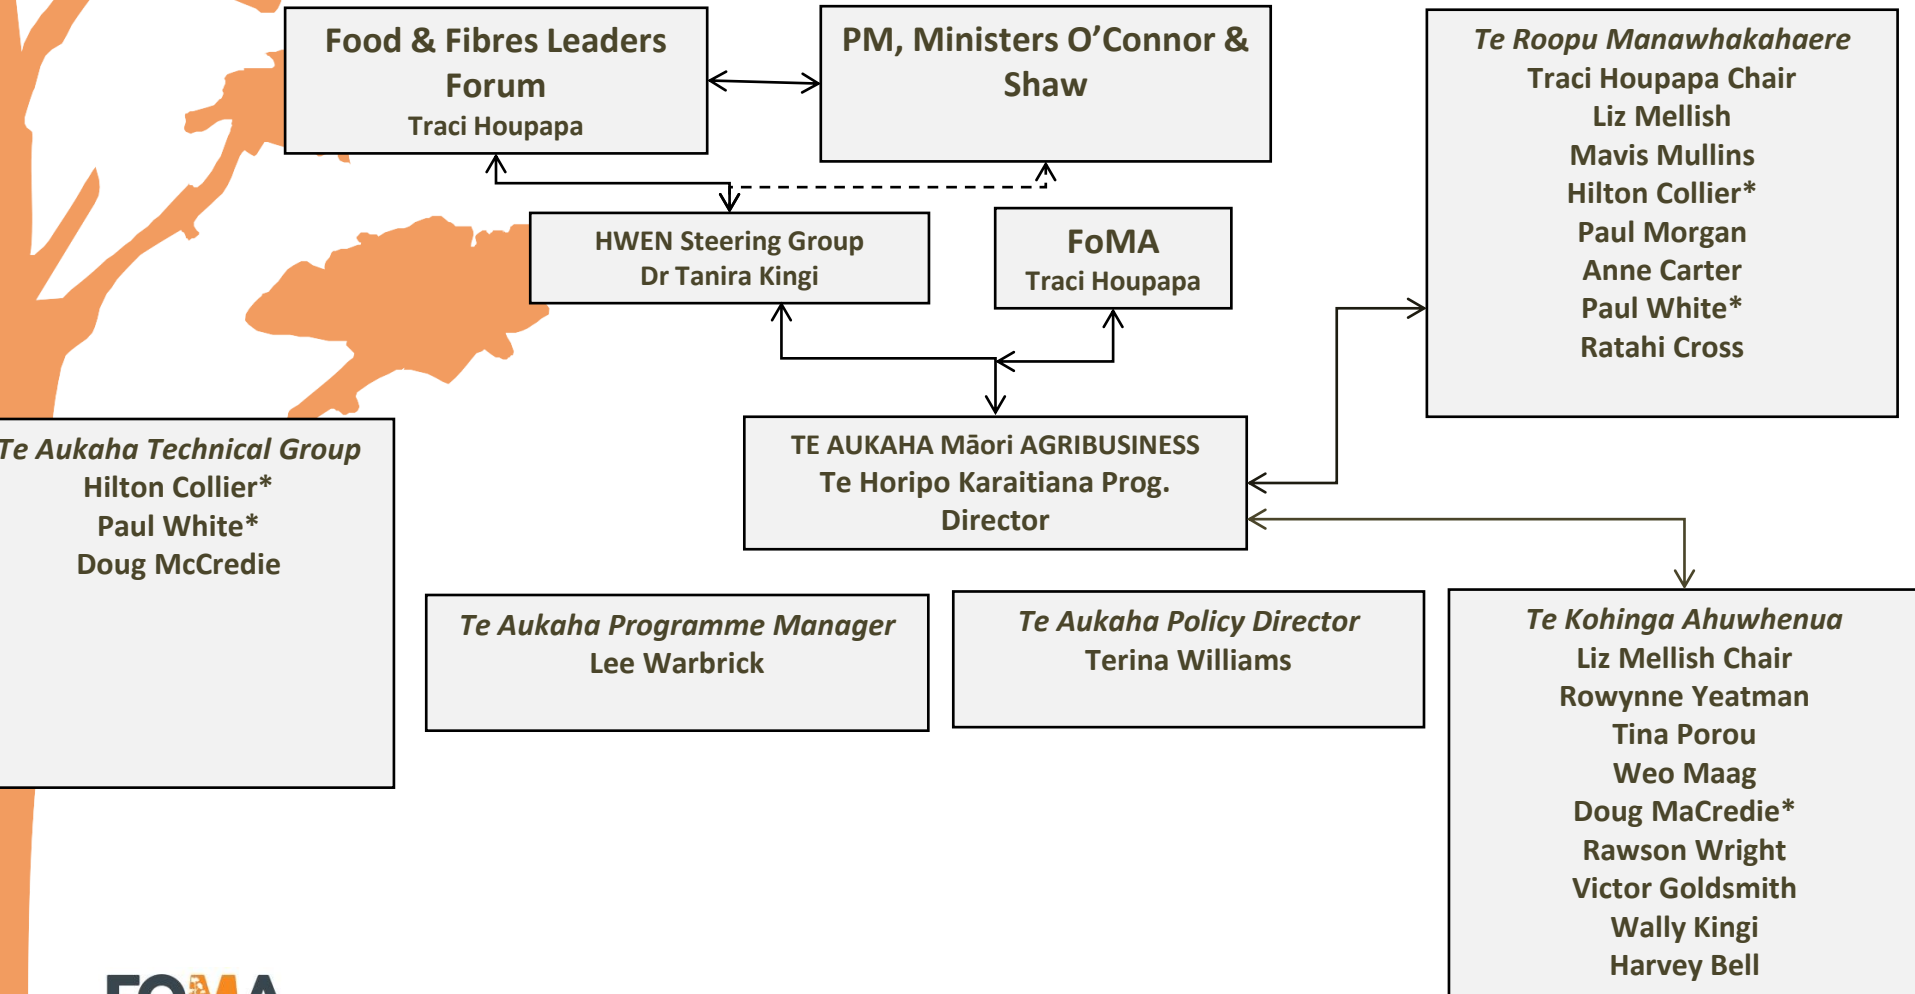 Food & Fibres Leaders
Forum
Traci Houpapa
PM, Ministers O’Connor &
Shaw
Te Roopu Manawhakahaere
Traci Houpapa Chair
Liz Mellish
Mavis Mullins
Hilton Collier*
Paul Morgan
Anne Carter
Paul White*
Ratahi Cross
HWEN Steering Group
Dr Tanira Kingi
FoMA
Traci Houpapa
Te Aukaha Technical Group
Hilton Collier*
Paul White*
Doug McCredie
TE AUKAHA Māori AGRIBUSINESS
Te Horipo Karaitiana Prog.
Director
Te Aukaha Programme Manager
Lee Warbrick
Te Aukaha Policy Director
Terina Williams
Te Kohinga Ahuwhenua
Liz Mellish Chair
Rowynne Yeatman
Tina Porou
Weo Maag
Doug MaCredie*
Rawson Wright
Victor Goldsmith
Wally Kingi
Harvey Bell
FOMA